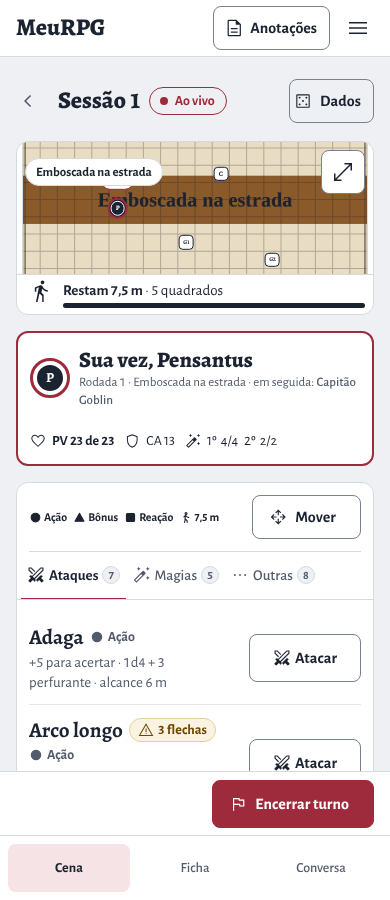 MeuRPG
Anotações
Sessão 1
Ao vivo
Dados
Emboscada na estrada
C
Emboscada na estrada
P
G1
G2
Restam 7,5 m · 5 quadrados
P
Sua vez, Pensantus
Rodada 1 · Emboscada na estrada · em seguida: Capitão
Goblin
PV 23 de 23
CA 13
1º 4/4 2º 2/2
Ação
Bônus
Reação
7,5 m
Mover
Ataques 7
Magias 5
Outras 8
Adaga
Ação
+5 para acertar · 1d4 + 3
perfurante · alcance 6 m
Atacar
Arco longo
3 flechas
Ação
Atacar
Encerrar turno
Cena
Ficha
Conversa